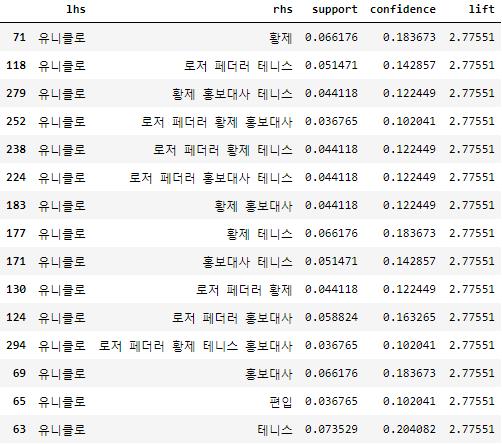 lhs rhs support confidence lift
71 유니클로 황제 0.066176 0.183673 2.77551
118 유니클로 로저 페더러 테니스 0.051471 0.142857 2.77551
279 유니클로 황제 홍보대사 테니스 0.044118 0.122449 2.77551
252 유니클로 로저 페더러 황제 홍보대사 0.036765 0.102041 2.77551
238 유니클로 로저 페더러 황제 테니스 0.044118 0.122449 2.77551
224 유니클로 로저 페더러 홍보대사 테니스 0.044118 0.122449 2.77551
183 유니클로 황제 홍보대사 0.044118 0.122449 2.77551
177 유니클로 황제 테니스 0.066176 0.183673 2.77551
171 유니클로 홍보대사 테니스 0.051471 0.142857 2.77551
130 유니클로 로저 페더러 황제 0.044118 0.122449 2.77551
124 유니클로 로저 페더러 홍보대사 0.058824 0.163265 2.77551
294 유니클로 로저 페더러 황제 테니스 홍보대사 0.036765 0.102041 2.77551
69 유니클로 홍보대사 0.066176 0.183673 2.77551
65 유니클로 편입 0.036765 0.102041 2.77551
63 유니클로 테니스 0.073529 0.204082 2.77551